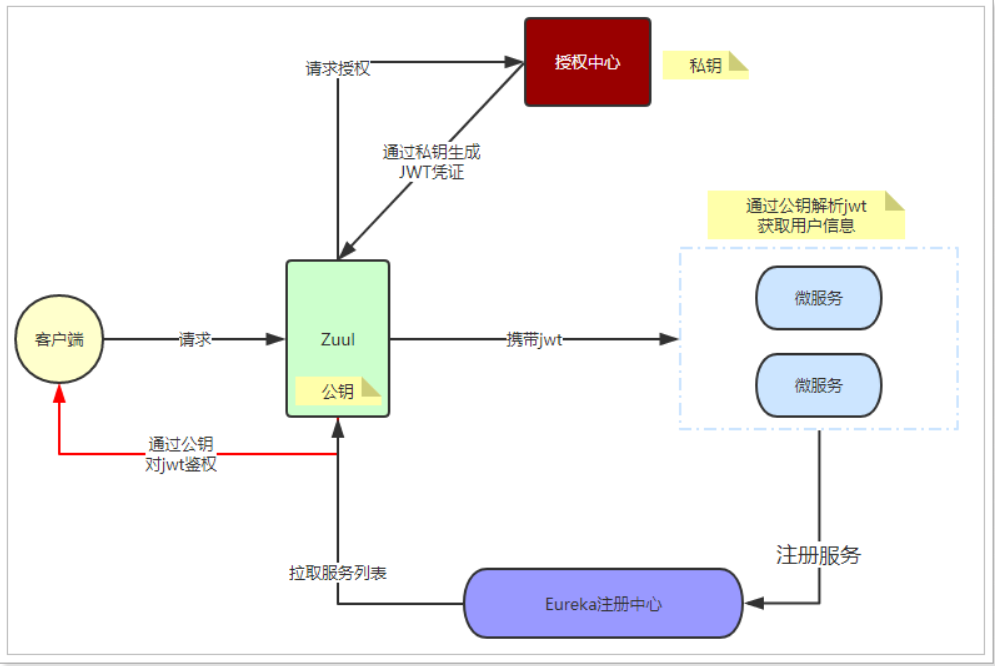 请求授权
授权中心
私钥
通过私钥生成
JWT凭证
通过公钥解析jwt
获取用户信息
微服务
客户端
请求
Zuul
携带jwt
公钥
微服务
通过公钥
对jwt鉴权
注册服务
拉取服务列表
Eureka注册中心